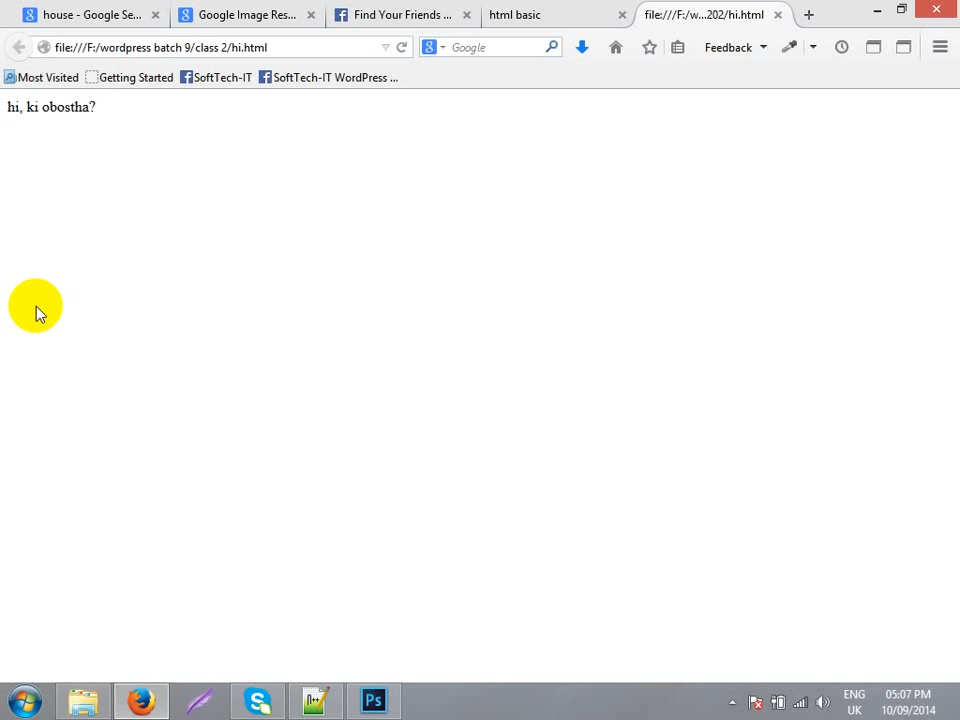 house - Google Se...
Google Image Res...
Find Your Friends ...
html basic
file:///F:/w...202/hi.html
file:///F:/wordpress batch 9/class 2/hi.html
Google
Feedback
Most Visited
Getting Started
SoftTech-IT
SoftTech-IT WordPress ...
hi, ki obostha?
Ps
ENG
05:07 PM
UK
10/09/2014